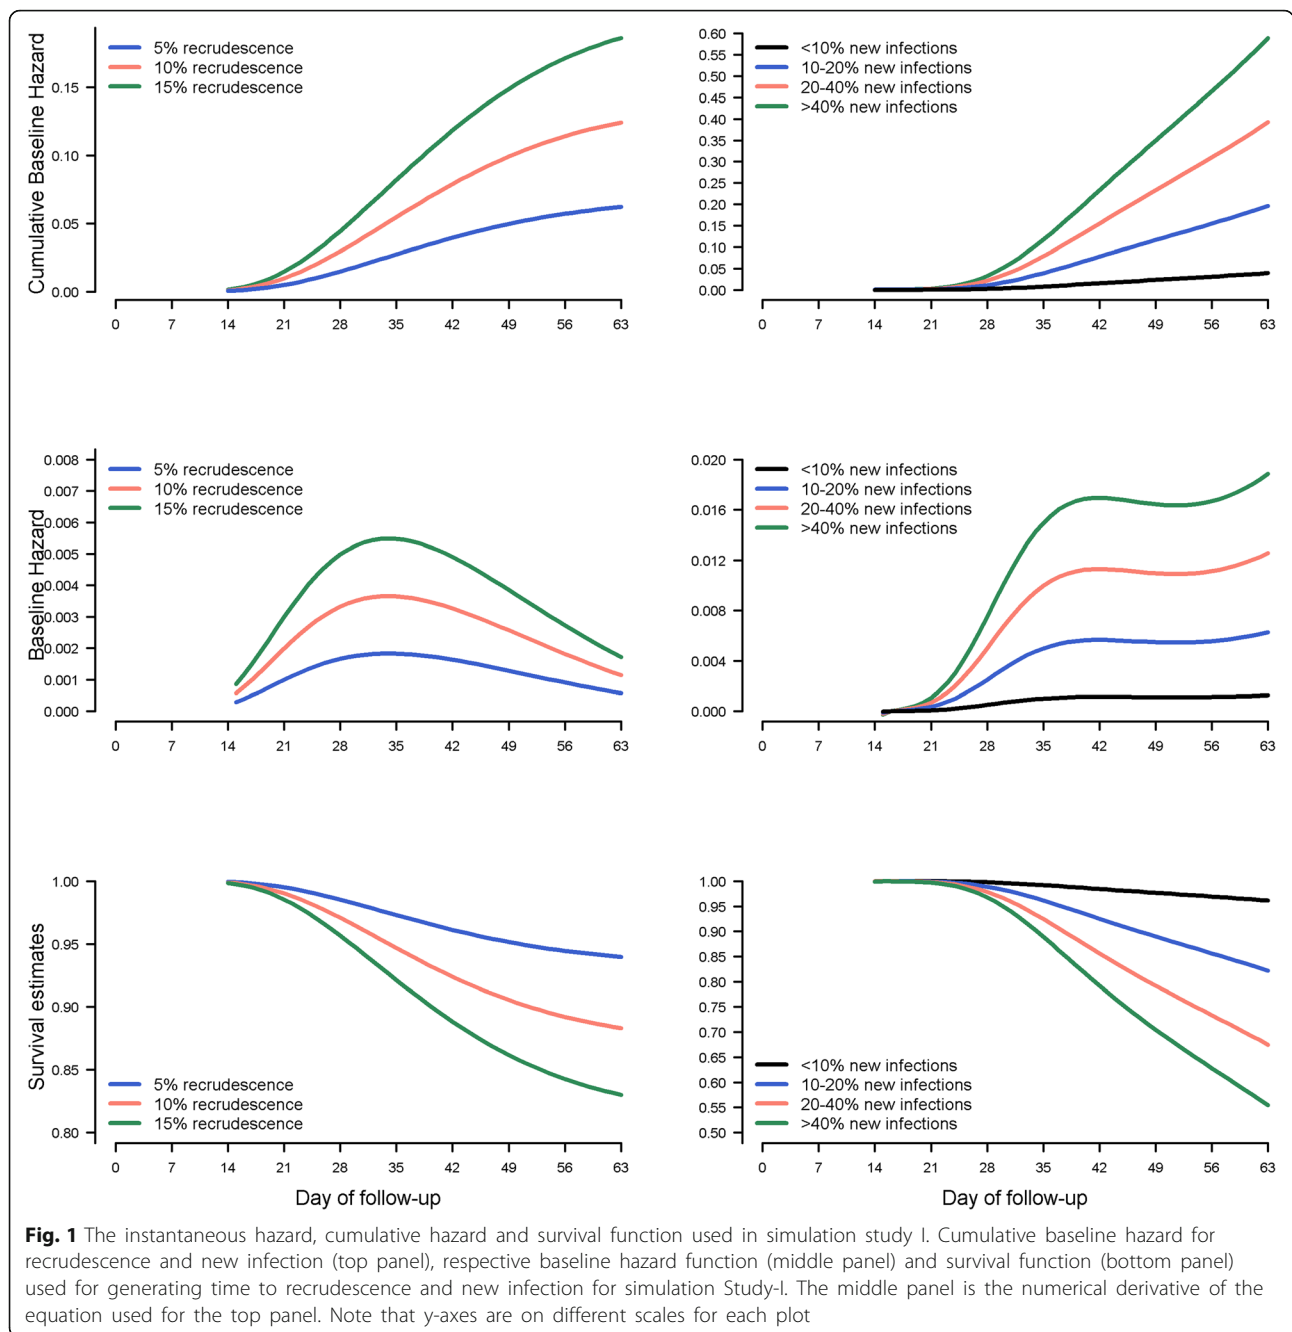 Cumulative Baseline Hazard
0.15
0.10
0.05
0.00
5% recrudescence
10% recrudescence
15% recrudescence
0 7 14 21 28 35 42 49 56 63
0.60
0.55
0.50
0.45
0.40
0.35
0.30
0.25
0.20
0.15
0.10
0.05
0.00
<10% new infections
10-20% new infections
20-40% new infections
>40% new infections
0 7 14 21 28 35 42 49 56 63
Baseline Hazard
0.008
0.007
0.006
0.005
0.004
0.003
0.002
0.001
0.000
5% recrudescence
10% recrudescence
15% recrudescence
0 7 14 21 28 35 42 49 56 63
0.020
0.016
0.012
0.008
0.004
0.000
<10% new infections
10-20% new infections
20-40% new infections
>40% new infections
0 7 14 21 28 35 42 49 56 63
Survival estimates
1.00
0.95
0.90
0.85
0.80
5% recrudescence
10% recrudescence
15% recrudescence
0 7 14 21 28 35 42 49 56 63
Day of follow-up
1.00
0.95
0.90
0.85
0.80
0.75
0.70
0.65
0.60
0.55
0.50
<10% new infections
10-20% new infections
20-40% new infections
>40% new infections
0 7 14 21 28 35 42 49 56 63
Day of follow-up
Fig. 1 The instantaneous hazard, cumulative hazard and survival function used in simulation study I. Cumulative baseline hazard for
recrudescence and new infection (top panel), respective baseline hazard function (middle panel) and survival function (bottom panel)
used for generating time to recrudescence and new infection for simulation Study-I. The middle panel is the numerical derivative of the
equation used for the top panel. Note that y-axes are on different scales for each plot